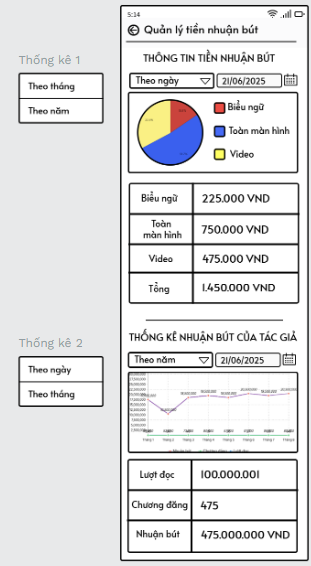 5:14
Quản lý tiền nhuận bút
Thống kê 1
Theo tháng
Theo năm
THÔNG TIN TIỀN NHUẬN BÚT
Theo ngày
21/06/2025
Biểu ngữ
Toàn màn hình
Video
Biểu ngữ
225.000 VND
Toàn
màn hình
750.000 VND
Video
475.000 VND
Tổng
1.450.000 VND
Thống kê 2
Theo ngày
Theo tháng
THỐNG KÊ NHUẬN BÚT CỦA TÁC GIẢ
Theo năm
21/06/2025
Lượt đọc
100.000.001
Chương đăng
475
Nhuận bút
475.000.000 VND